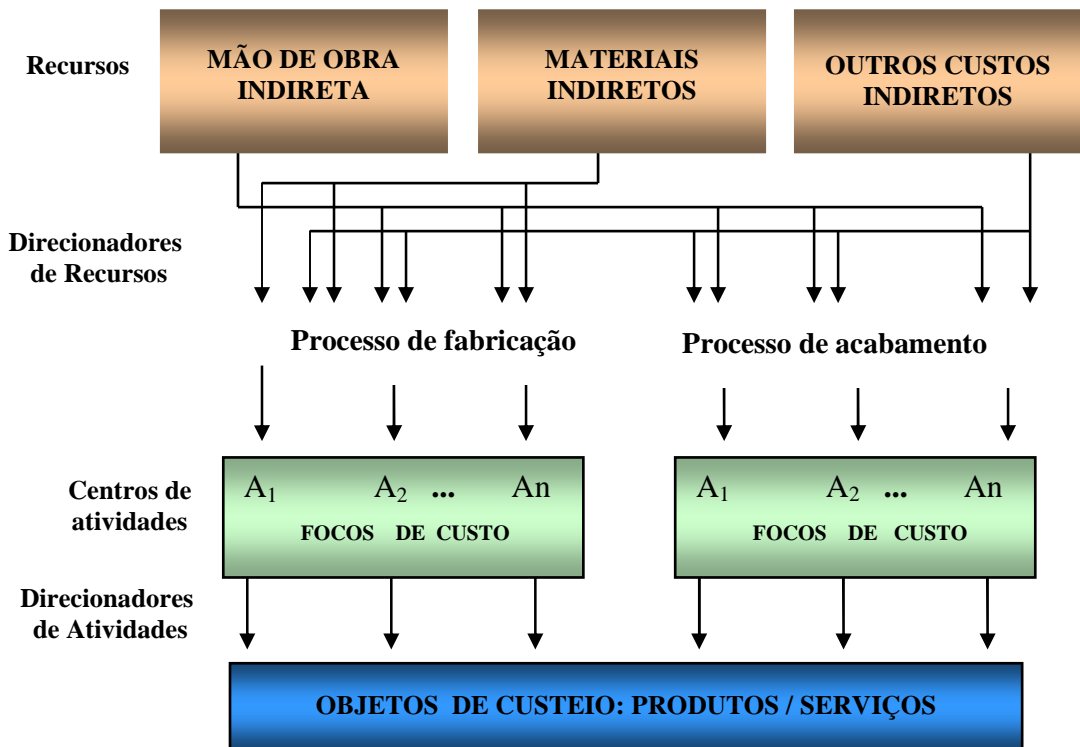 Recursos
MÃO DE OBRA
INDIRETA
MATERIAIS
INDIRETOS
OUTROS CUSTOS
INDIRETOS
Direcionadores
de Recursos
Processo de fabricação
Processo de acabamento
Centros de
atividades
A₁ A₂ ... An
FOCOS DE CUSTO
A₁ A₂ ... An
FOCOS DE CUSTO
Direcionadores
de Atividades
OBJETOS DE CUSTEIO: PRODUTOS / SERVIÇOS